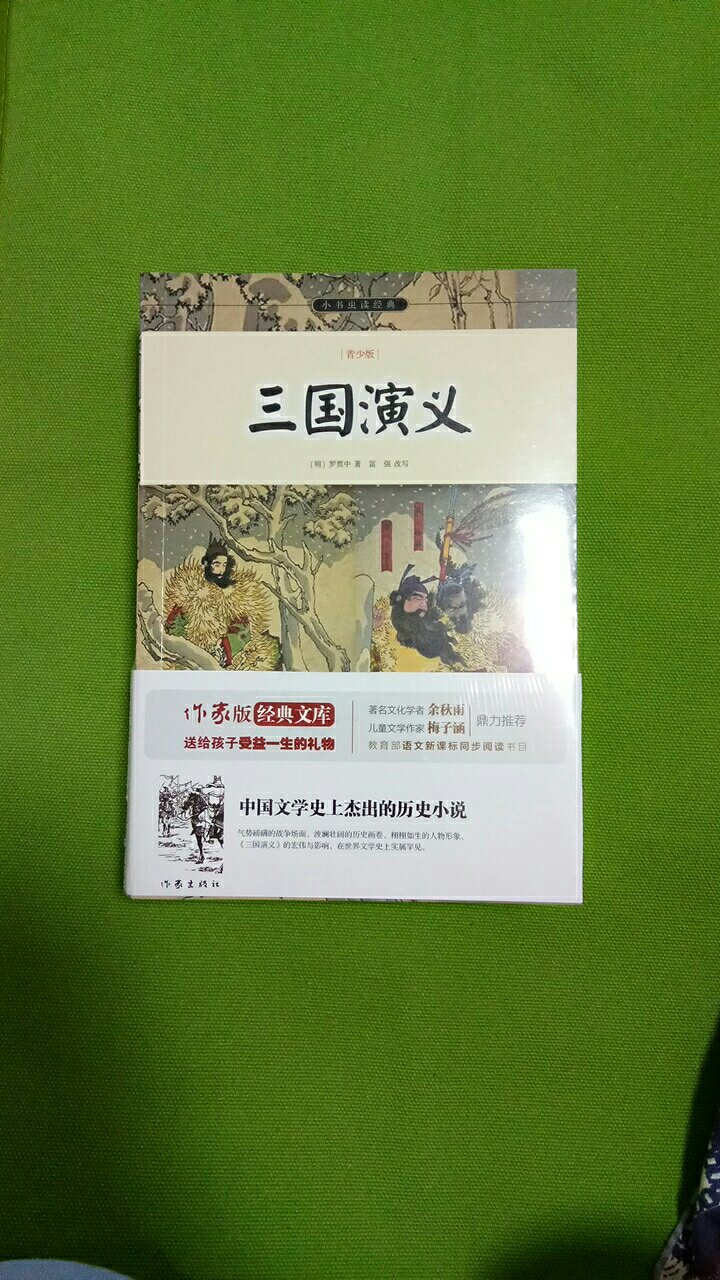 小书虫读经典
青少版
三国演义
[明] 罗贯中 著 富 强 改写
作家版 经典文库
送给孩子受益一生的礼物
著名文化学者 余秋雨
儿童文学作家 梅子涵
鼎力推荐
教育部语文新课标同步阅读书目
中国文学史上杰出的历史小说
气势磅礴的战争场面，波澜壮阔的历史画卷，栩栩如生的人物形象，
《三国演义》的宏伟与影响，在世界文学史上实属罕见。
作家出版社